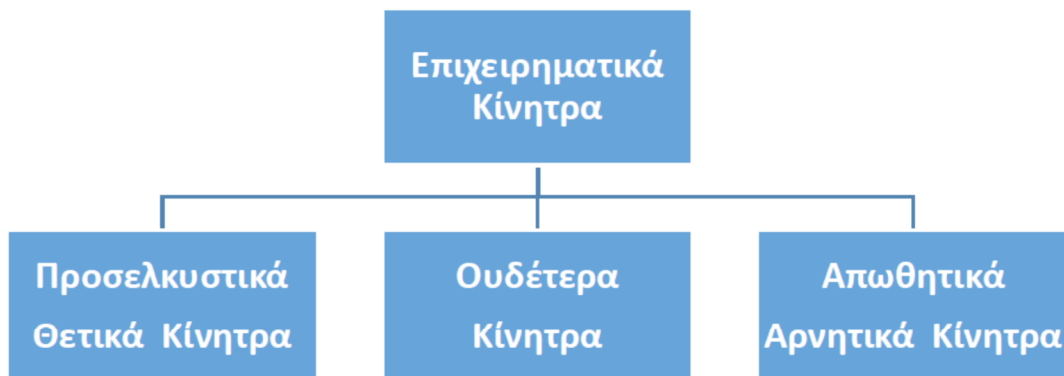 Επιχειρηματικά
Κίνητρα
Προσελκυστικά
Θετικά Κίνητρα
Ουδέτερα
Κίνητρα
Απωθητικά
Αρνητικά Κίνητρα